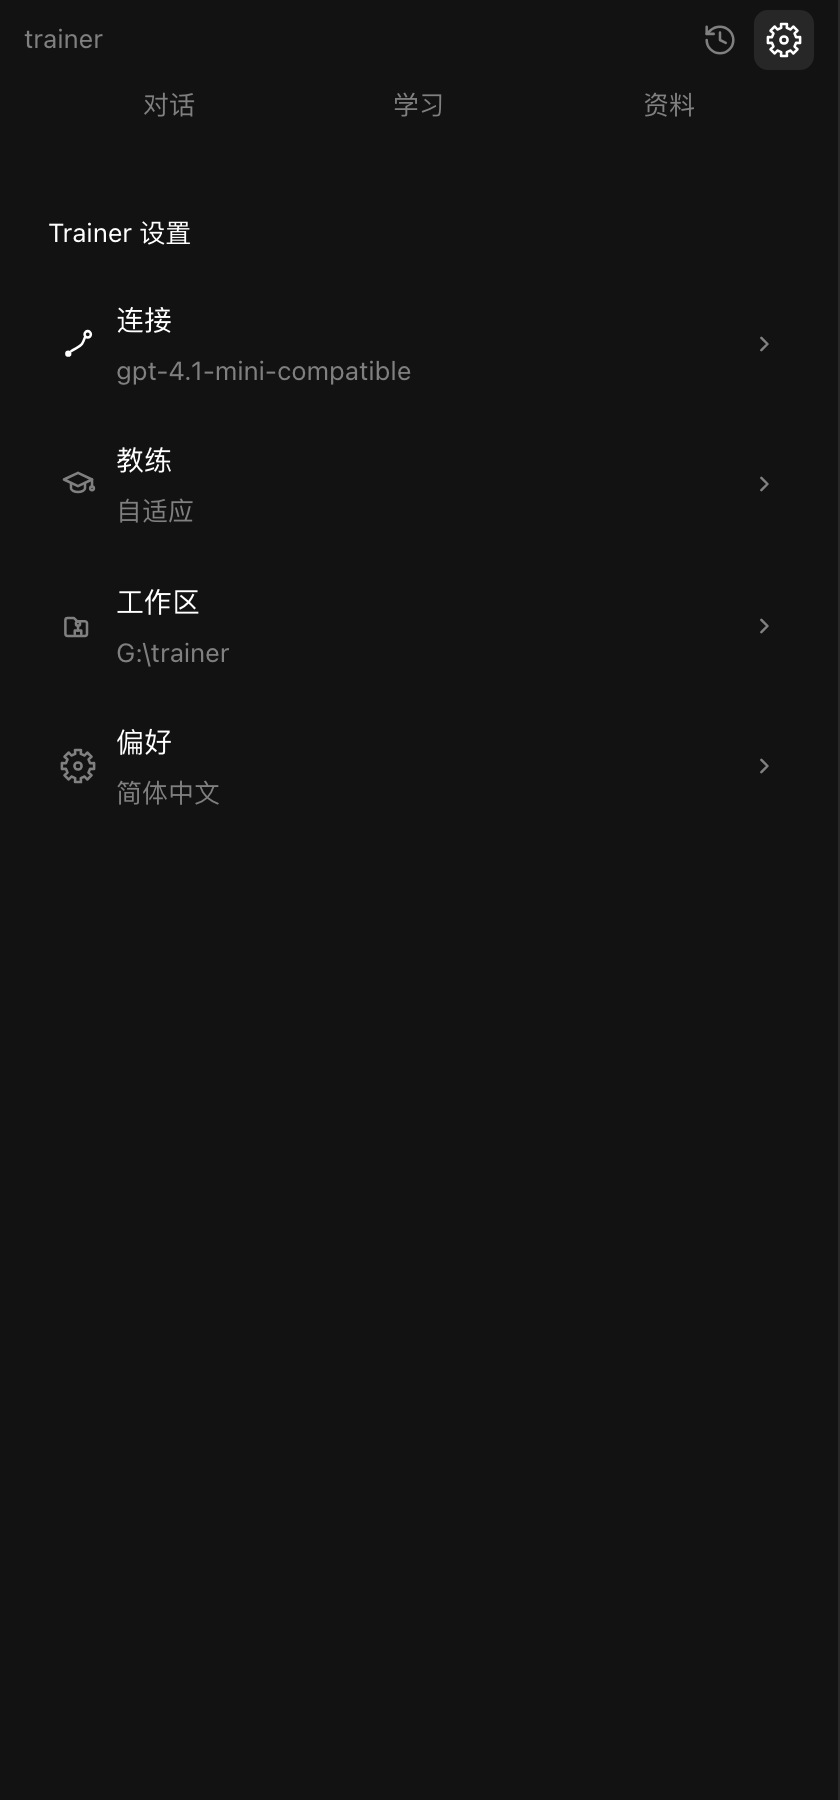 trainer
对话 学习 资料
Trainer 设置
连接
gpt-4.1-mini-compatible
教练
自适应
工作区
G:\trainer
偏好
简体中文